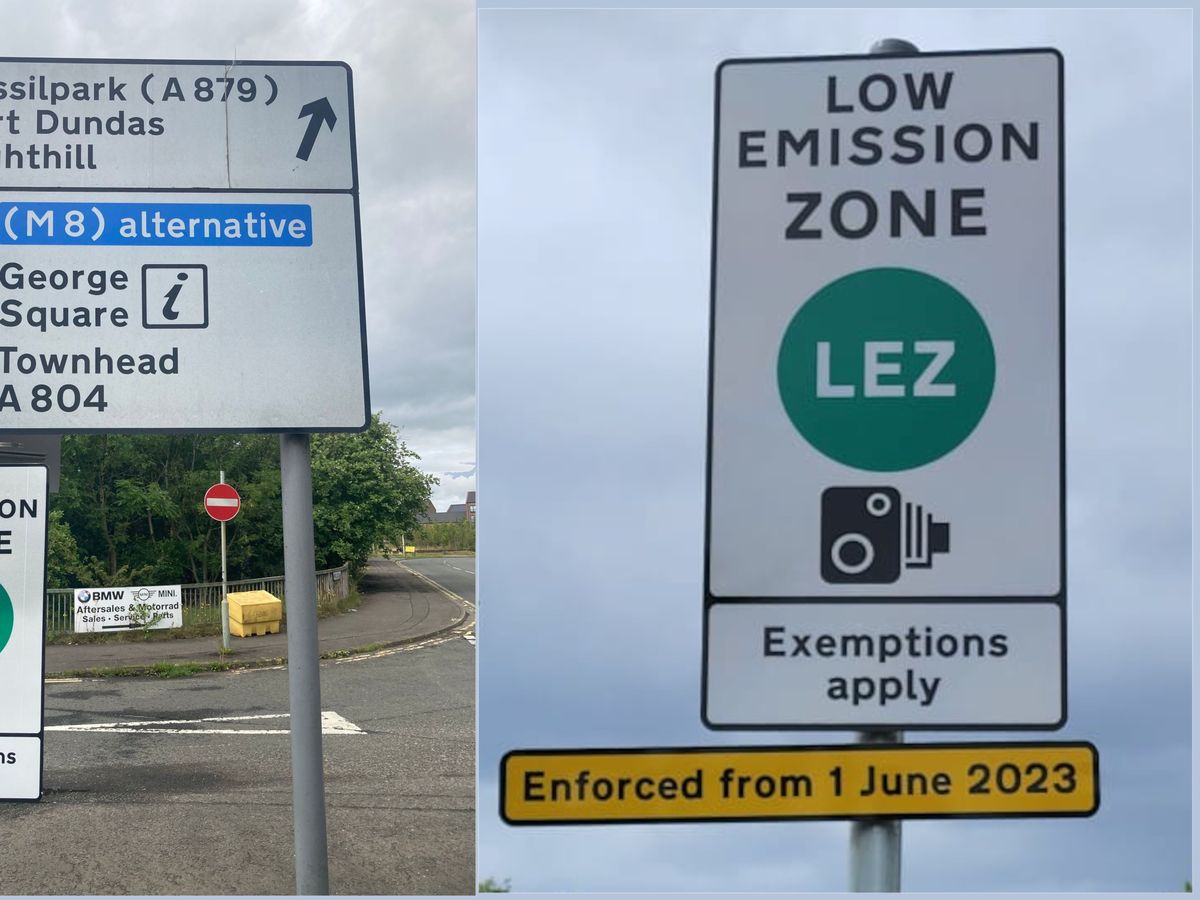 ssilpark (A 879)
rt Dundas
hthill
(M 8) alternative
George
Square
i
Townhead
A 804
ON
E
ns
BMW MINI.
Aftersales & Motorrad
Sales • Service • Parts
LOW
EMISSION
ZONE
LEZ
Exemptions
apply
Enforced from 1 June 2023